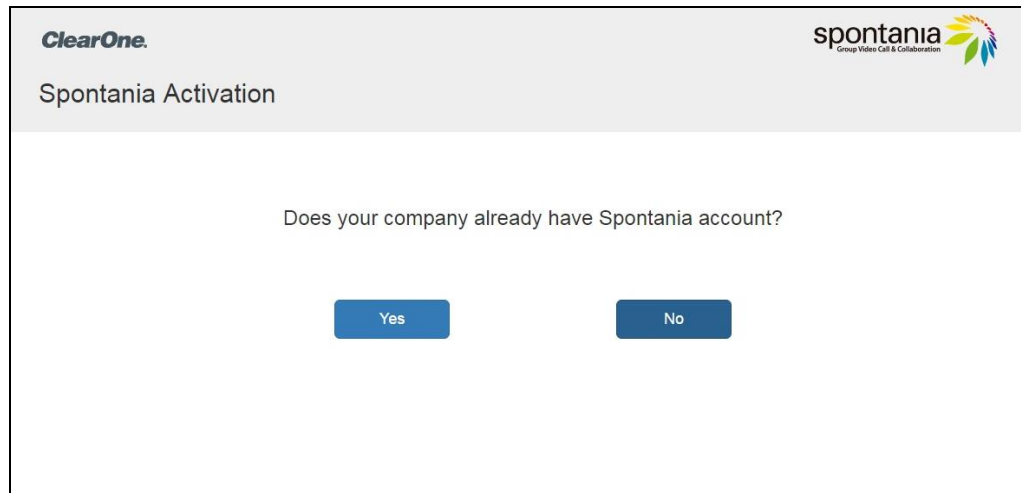 ClearOne.
spontania
Group Video Call & Collaboration
Spontania Activation
Does your company already have Spontania account?
Yes
No